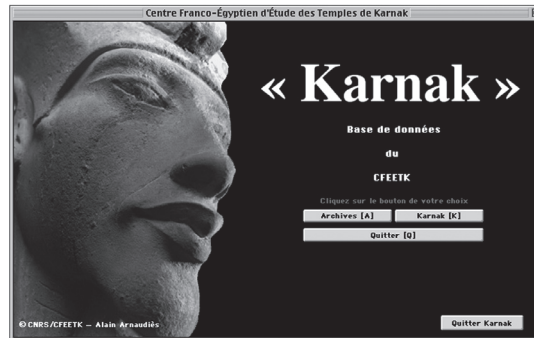 Centre Franco-Égyptien d'Étude des Temples de Karnak
« Karnak »
Base de données
du
CFEETK
Cliquez sur le bouton de votre choix
Archives [A] Karnak [K]
Quitter [Q]
© CNRS/CFEETK – Alain Arnaudiès
Quitter Karnak